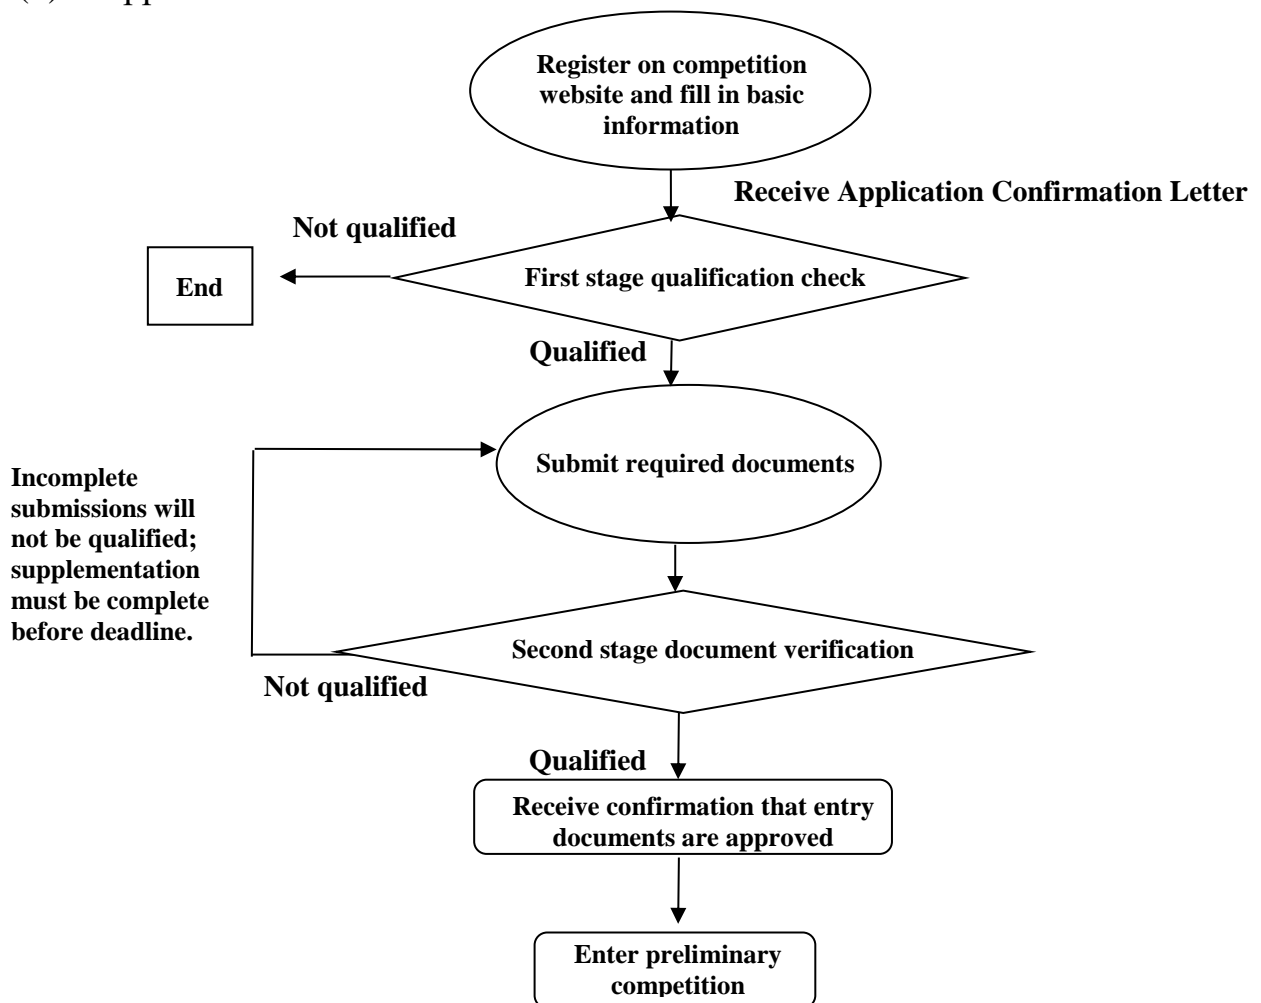 Register on competition
website and fill in basic
information
Receive Application Confirmation Letter
Not qualified
End
First stage qualification check
Qualified
Submit required documents
Incomplete
submissions will
not be qualified;
supplementation
must be complete
before deadline.
Second stage document verification
Not qualified
Qualified
Receive confirmation that entry
documents are approved
Enter preliminary
competition